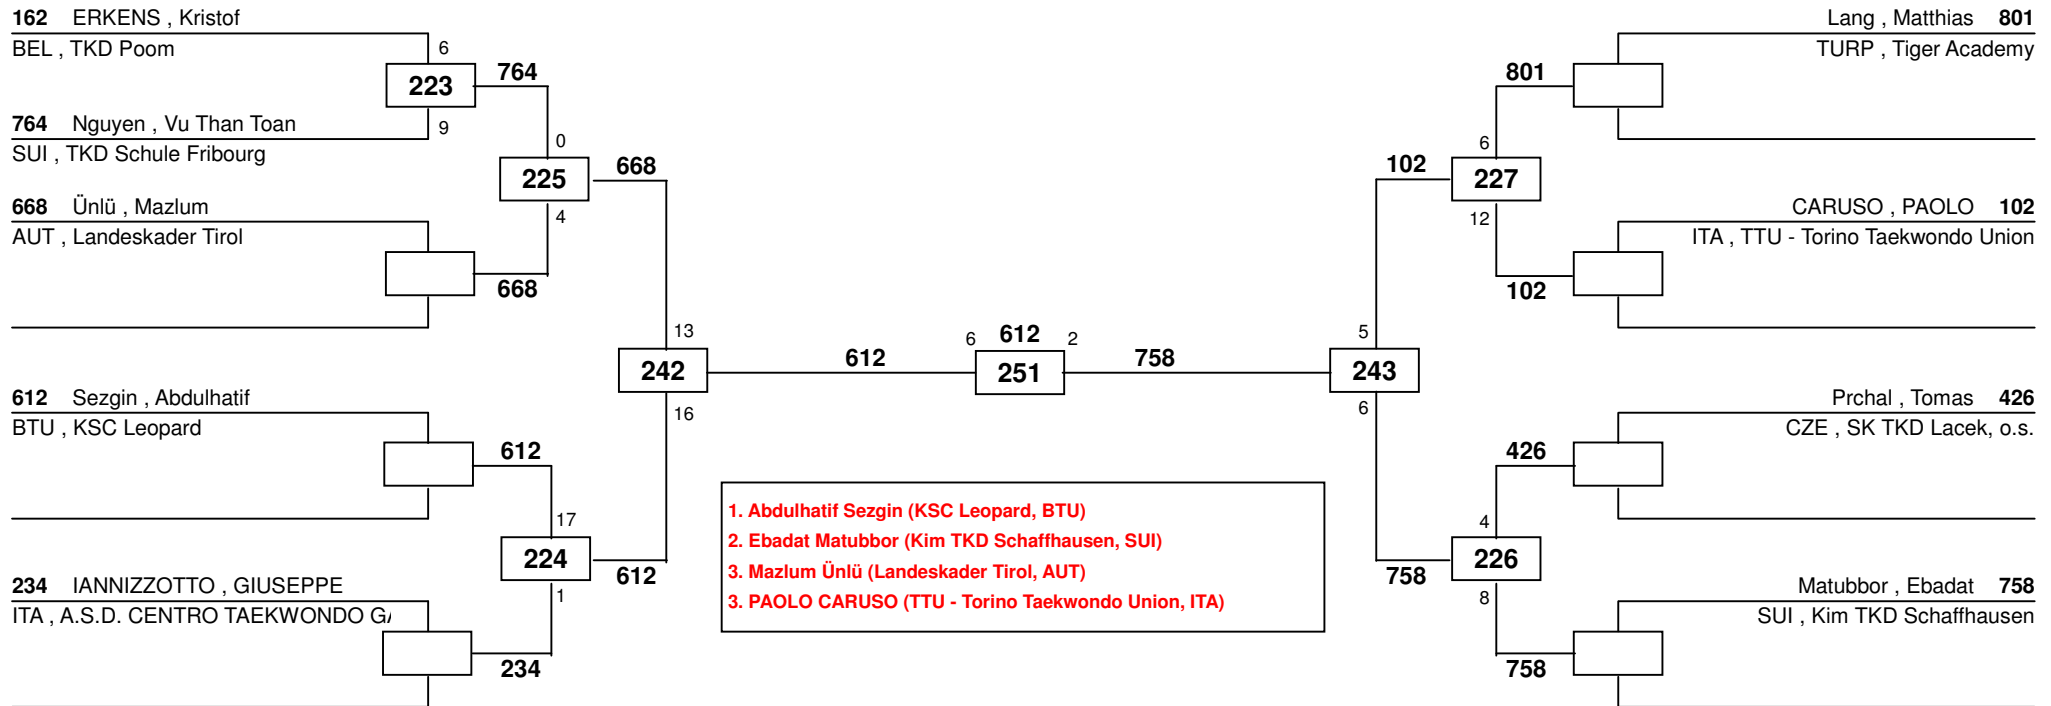 162 ERKENS , Kristof
BEL , TKD Poom
6
223
764
9
764 Nguyen , Vu Than Toan
SUI , TKD Schule Fribourg
0
225
668
4
668 Ünlü , Mazlum
AUT , Landeskader Tirol
668
13
242
612
16
612 Sezgin , Abdulhatif
BTU , KSC Leopard
612
17
224
612
1
234 IANNIZZOTTO , GIUSEPPE
ITA , A.S.D. CENTRO TAEKWONDO
234
6 612 2
251
758
1. Abdulhatif Sezgin (KSC Leopard, BTU)
2. Ebadat Matubbor (Kim TKD Schaffhausen, SUI)
3. Mazlum Ünlü (Landeskader Tirol, AUT)
3. PAOLO CARUSO (TTU - Torino Taekwondo Union, ITA)
Lang , Matthias 801
TURP , Tiger Academy
801
6
102
227
12
CARUSO , PAOLO 102
ITA , TTU - Torino Taekwondo Union
102
5
243
6
Prchal , Tomas 426
CZE , SK TKD Lacek, o.s.
426
4
226
758
8
Matubbor , Ebadat 758
SUI , Kim TKD Schaffhausen
758